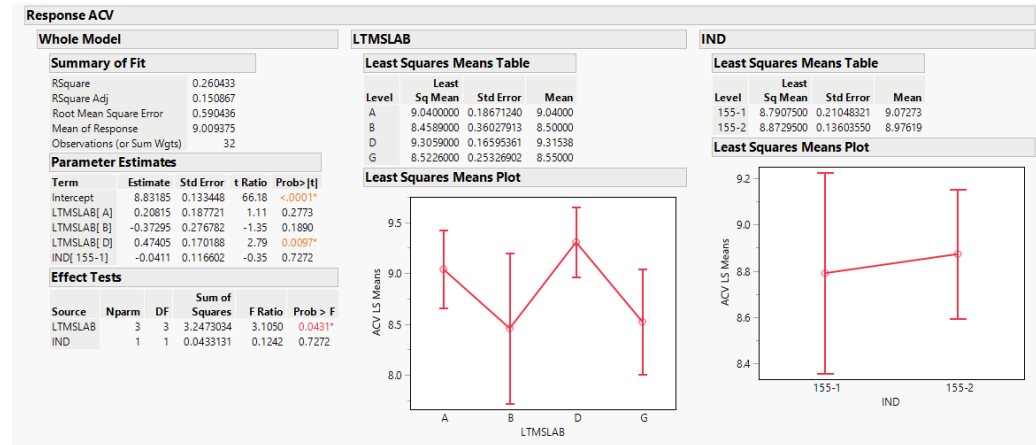 Response ACV
Whole Model
Summary of Fit
RSquare 0.260433
RSquare Adj 0.150867
Root Mean Square Error 0.590436
Mean of Response 9.009375
Observations (or Sum Wgts) 32
Parameter Estimates
Term Estimate Std Error t Ratio Prob>|t|
Intercept 8.83185 0.133448 66.18 <.0001*
LTMSLAB[ A] 0.20815 0.187721 1.11 0.2773
LTMSLAB[ B] -0.37295 0.276782 -1.35 0.1890
LTMSLAB[ D] 0.47405 0.170188 2.79 0.0097*
IND[ 155-1] -0.0411 0.116602 -0.35 0.7272
Effect Tests
Sum of
Source Nparm DF Squares F Ratio Prob > F
LTMSLAB 3 3 3.2473034 3.1050 0.0431*
IND 1 1 0.0433131 0.1242 0.7272
LTMSLAB
Least Squares Means Table
Least
Level Sq Mean Std Error Mean
A 9.0400000 0.18671240 9.04000
B 8.4589000 0.36027913 8.50000
D 9.3059000 0.16595361 9.31538
G 8.5226000 0.25326902 8.55000
Least Squares Means Plot
ACV LS Means
9.5
9.0
8.5
8.0
A B D G
LTMSLAB
IND
Least Squares Means Table
Least
Level Sq Mean Std Error Mean
155-1 8.7907500 0.21048321 9.07273
155-2 8.8729500 0.13603550 8.97619
Least Squares Means Plot
ACV LS Means
9.2
9.0
8.8
8.6
8.4
155-1 155-2
IND